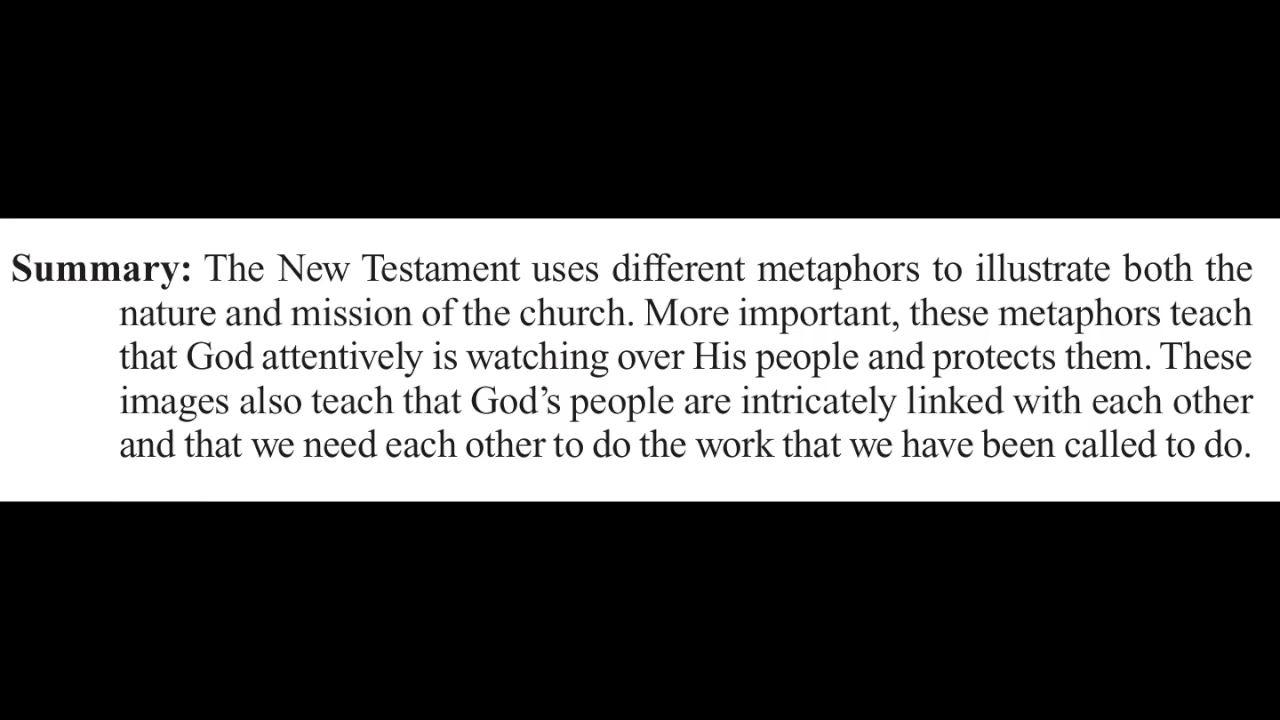 Summary: The New Testament uses different metaphors to illustrate both the
nature and mission of the church. More important, these metaphors teach
that God attentively is watching over His people and protects them. These
images also teach that God’s people are intricately linked with each other
and that we need each other to do the work that we have been called to do.